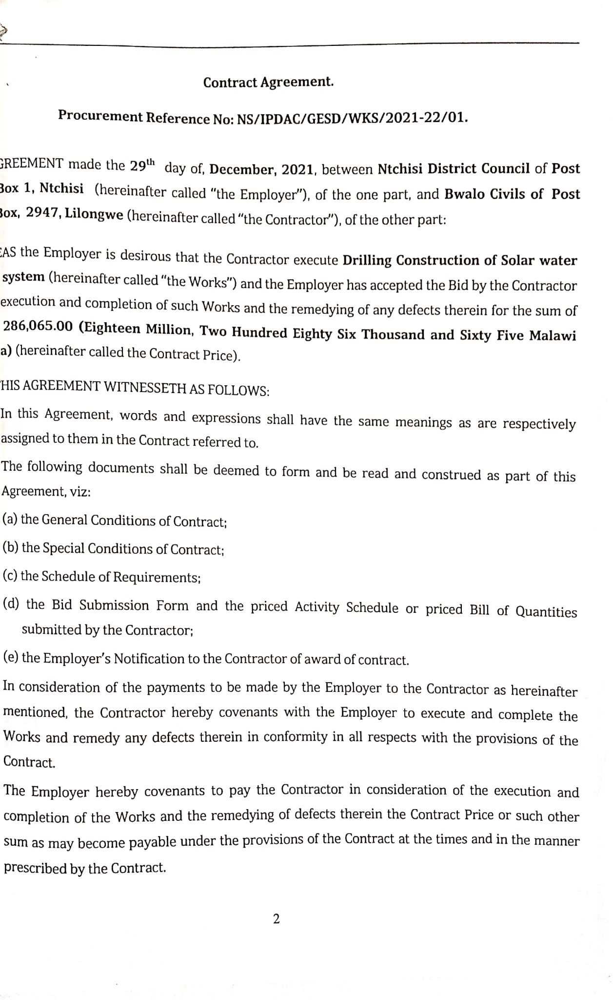 Contract Agreement.
Procurement Reference No: NS/IPDAC/GESD/WKS/2021-22/01.
GREEMENT made the 29th day of, December, 2021, between Ntchisi District Council of Post
Box 1, Ntchisi (hereinafter called "the Employer"), of the one part, and Bwalo Civils of Post
Box, 2947, Lilongwe (hereinafter called "the Contractor"), of the other part:
EAS the Employer is desirous that the Contractor execute Drilling Construction of Solar water
system (hereinafter called "the Works") and the Employer has accepted the Bid by the Contractor
execution and completion of such Works and the remedying of any defects therein for the sum of
286,065.00 (Eighteen Million, Two Hundred Eighty Six Thousand and Sixty Five Malawi
a) (hereinafter called the Contract Price).
HIS AGREEMENT WITNESSETH AS FOLLOWS:
In this Agreement, words and expressions shall have the same meanings as are respectively
assigned to them in the Contract referred to.
The following documents shall be deemed to form and be read and construed as part of this
Agreement, viz:
(a) the General Conditions of Contract;
(b) the Special Conditions of Contract;
(c) the Schedule of Requirements;
(d) the Bid Submission Form and the priced Activity Schedule or priced Bill of Quantities
submitted by the Contractor;
(e) the Employer's Notification to the Contractor of award of contract.
In consideration of the payments to be made by the Employer to the Contractor as hereinafter
mentioned, the Contractor hereby covenants with the Employer to execute and complete the
Works and remedy any defects therein in conformity in all respects with the provisions of the
Contract.
The Employer hereby covenants to pay the Contractor in consideration of the execution and
completion of the Works and the remedying of defects therein the Contract Price or such other
sum as may become payable under the provisions of the Contract at the times and in the manner
prescribed by the Contract.
2